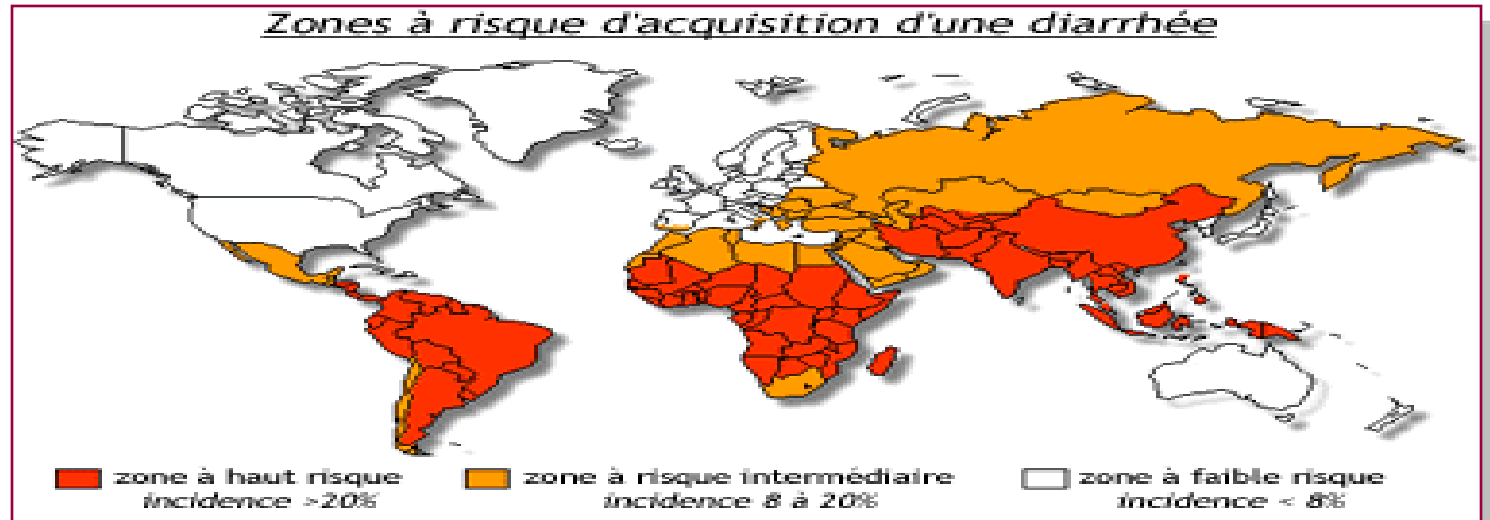 Zones à risque d'acquisition d'une diarrhée
zone à haut risque
incidence >20%
zone à risque intermédiaire
incidence 8 à 20%
zone à faible risque
incidence < 8%